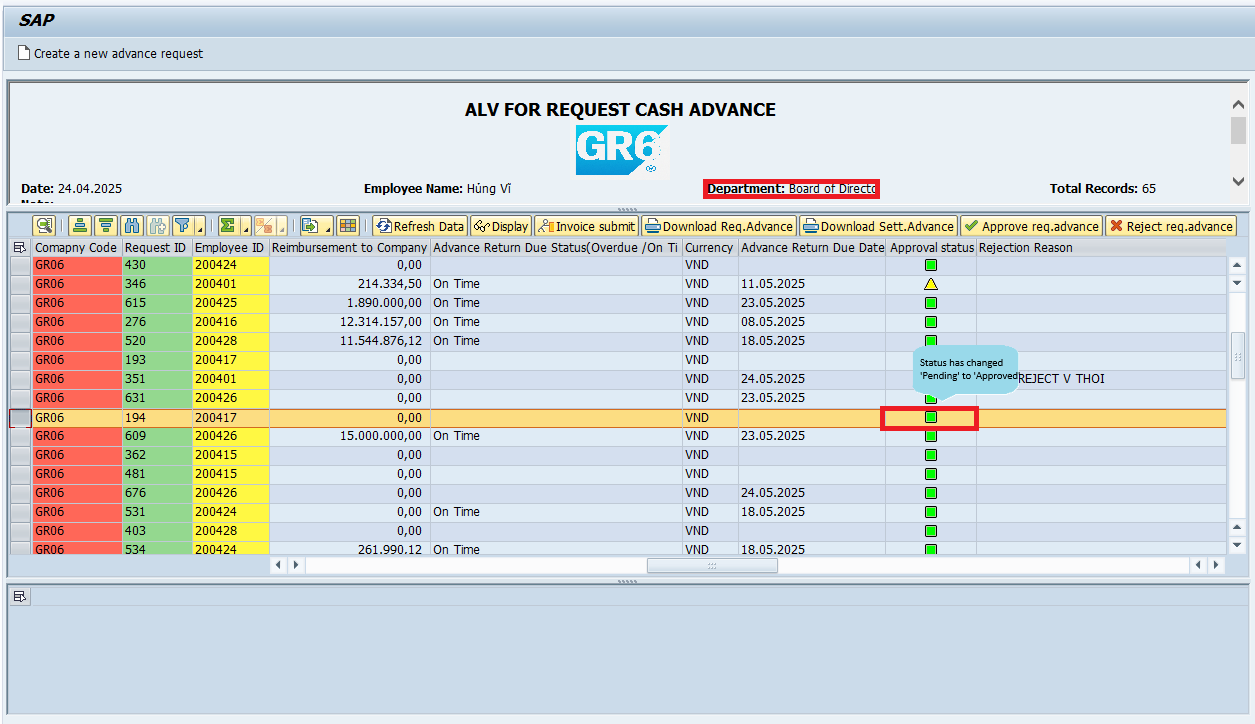 SAP
Create a new advance request
ALV FOR REQUEST CASH ADVANCE
GR6
Date: 24.04.2025 Employee Name: Hùng Vĩ Department: Board of Directo Total Records: 65
Refresh Data Display Invoice submit Download Req.Advance Download Sett.Advance Approve req.advance Reject req.advance
Comapny Code Request ID Employee ID Reimbursement to Company Advance Return Due Status(Overdue /On Ti Currency Advance Return Due Date Approval status Rejection Reason
GR06 430 200424 0,00 VND
GR06 346 200401 214.334,50 On Time VND 11.05.2025
GR06 615 200425 1.890.000,00 On Time VND 23.05.2025
GR06 276 200416 12.314.157,00 On Time VND 08.05.2025
GR06 520 200428 11.544.876,12 On Time VND 18.05.2025
GR06 193 200417 0,00 VND
Status has changed
'Pending' to 'Approved'
GR06 351 200401 0,00 VND 24.05.2025 REJECT V THOI
GR06 631 200426 0,00 VND 23.05.2025
GR06 194 200417 0,00 VND
GR06 609 200426 15.000.000,00 On Time VND 23.05.2025
GR06 362 200415 0,00 VND
GR06 481 200415 0,00 VND
GR06 676 200426 0,00 VND 24.05.2025
GR06 531 200424 0,00 On Time VND 18.05.2025
GR06 403 200428 0,00 VND
GR06 534 200424 261.990,12 On Time VND 18.05.2025